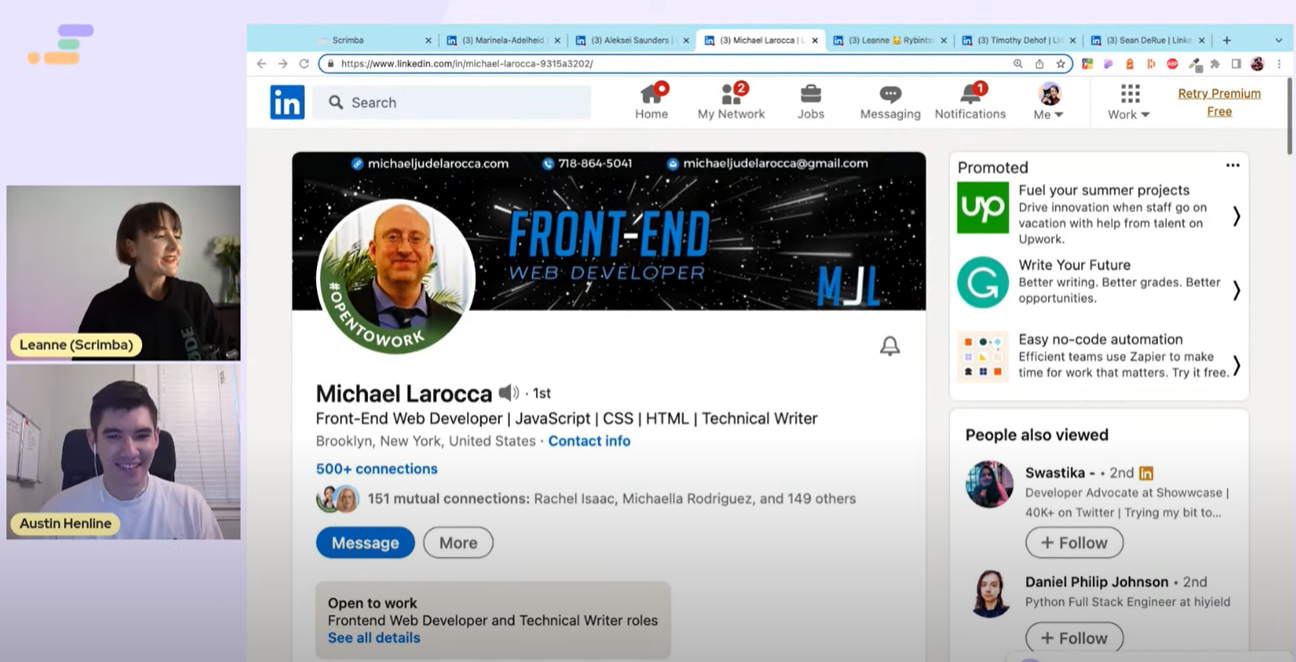 Scrimba
(3) Marinela-Adelheid
(3) Aleksei Saunders |
(3) Michael Larocca | L
(3) Leanne 😄 Rybints
(3) Timothy Dehof | Lin
(3) Sean DeRue | Linke
https://www.linkedin.com/in/michael-larocca-9315a3202/
in
Search
Home
2
My Network
Jobs
Messaging
1
Notifications
Me
Work
Retry Premium
Free
michaeljudelarocca.com
718-864-5041
michaeljudelarocca@gmail.com
FRONT-END
WEB DEVELOPER
MJL
#OPENTOWORK
Michael Larocca · 1st
Front-End Web Developer | JavaScript | CSS | HTML | Technical Writer
Brooklyn, New York, United States · Contact info
500+ connections
151 mutual connections: Rachel Isaac, Michaella Rodriguez, and 149 others
Message
More
Open to work
Frontend Web Developer and Technical Writer roles
See all details
Promoted
up
Fuel your summer projects
Drive innovation when staff go on
vacation with help from talent on
Upwork.
Write Your Future
Better writing. Better grades. Better
opportunities.
Easy no-code automation
Efficient teams use Zapier to make
time for work that matters. Try it free.
People also viewed
Swastika - • 2nd in
Developer Advocate at Showwcase |
40K+ on Twitter | Trying my bit to...
+ Follow
Daniel Philip Johnson • 2nd
Python Full Stack Engineer at hiyield
+ Follow
Leanne (Scrimba)
Austin Henline